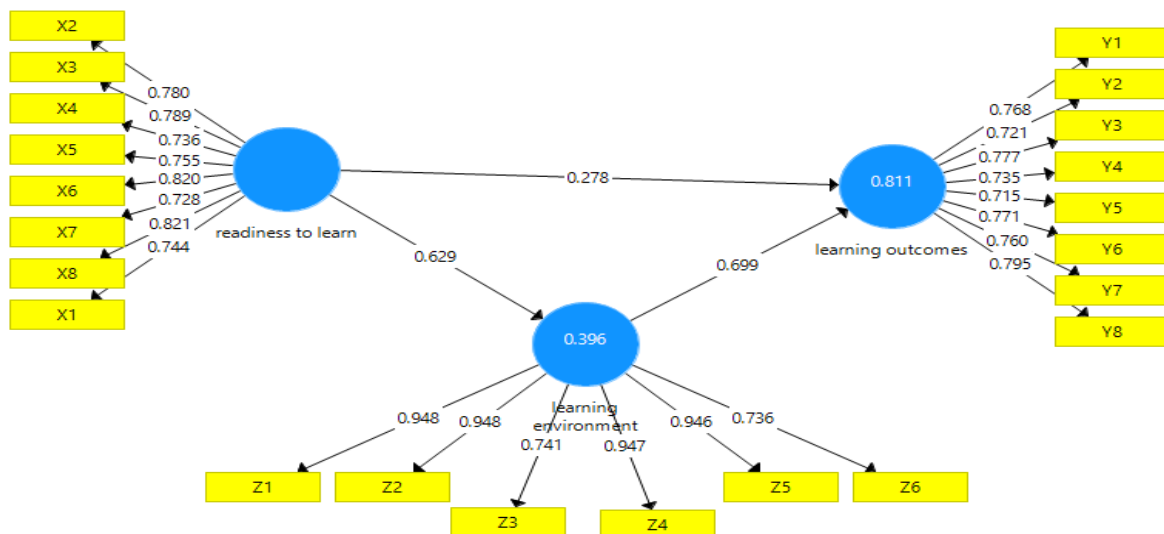 X2
X3
X4
X5
X6
X7
X8
X1
0.780
0.789
0.736
0.755
0.820
0.728
0.821
0.744
readiness to learn
0.278
0.629
0.699
0.811
learning outcomes
0.768
0.721
0.777
0.735
0.715
0.771
0.760
0.795
Y1
Y2
Y3
Y4
Y5
Y6
Y7
Y8
0.396
learning
environment
0.948
0.948
0.741
0.947
0.946
0.736
Z1
Z2
Z3
Z4
Z5
Z6